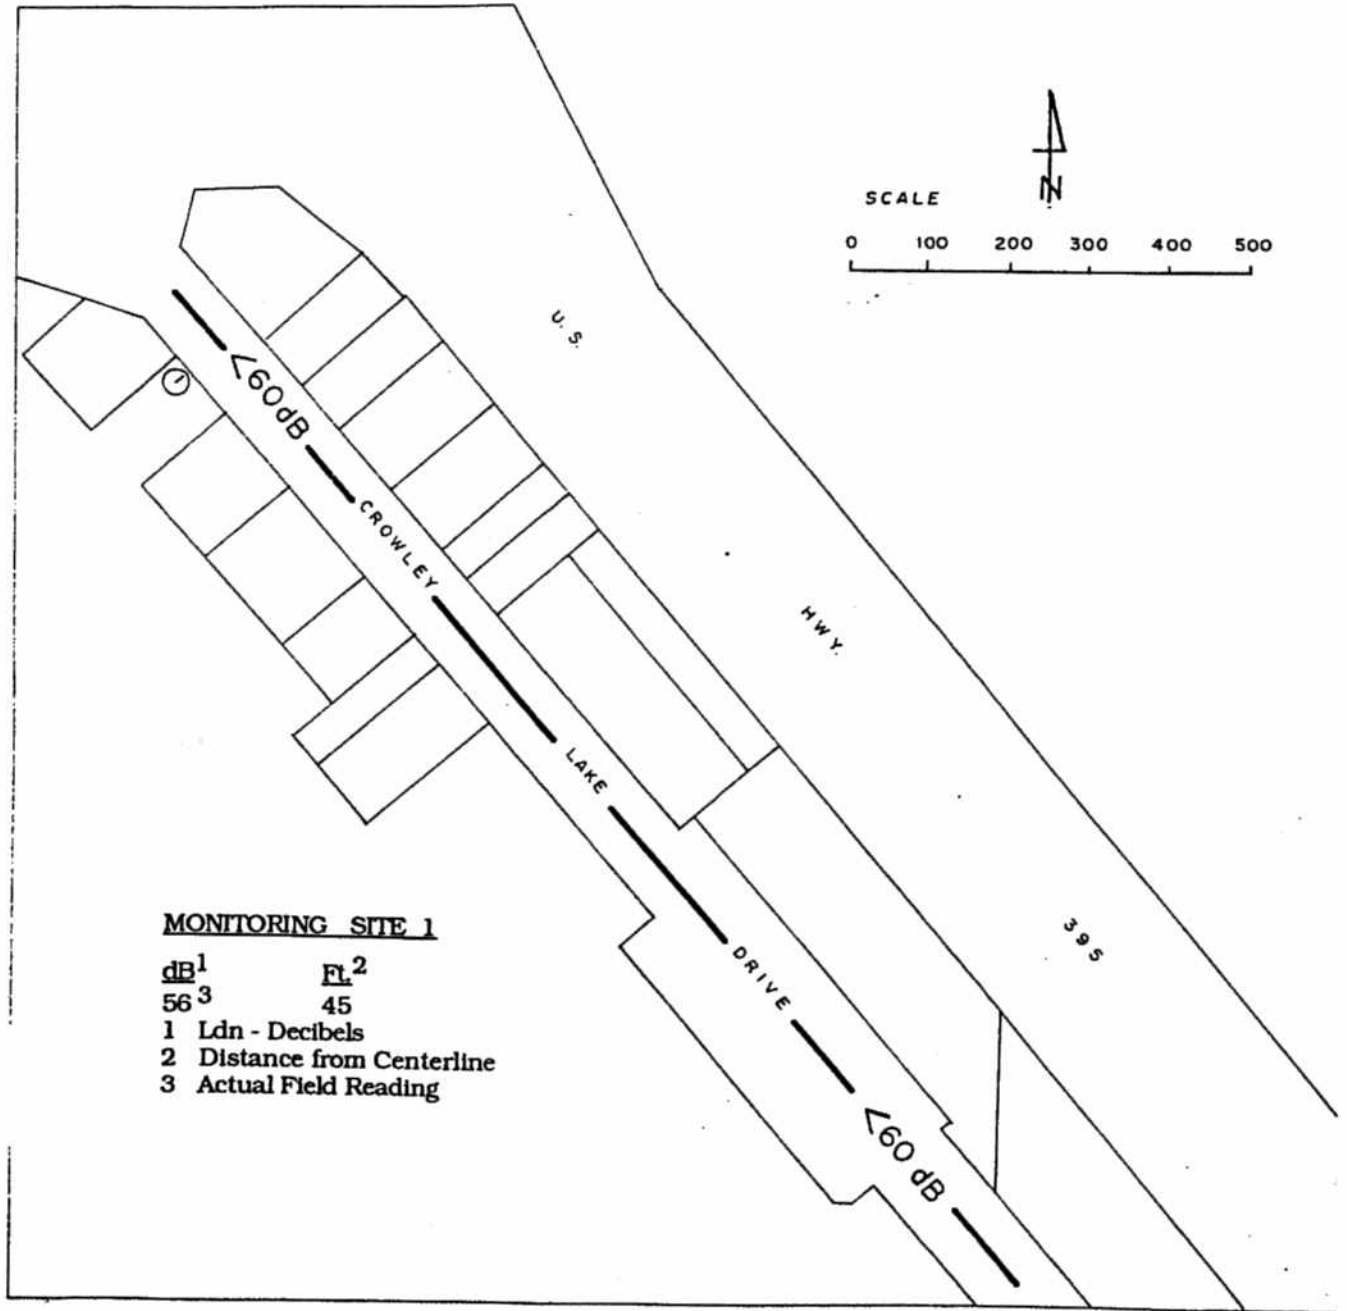 N
SCALE
0 100 200 300 400 500
U. S.
<60dB
CROWLEY
HWY.
LAKE
MONITORING SITE 1
dB1 Ft.2
56 3 45
1 Ldn - Decibels
2 Distance from Centerline
3 Actual Field Reading
395
DRIVE
<60 dB